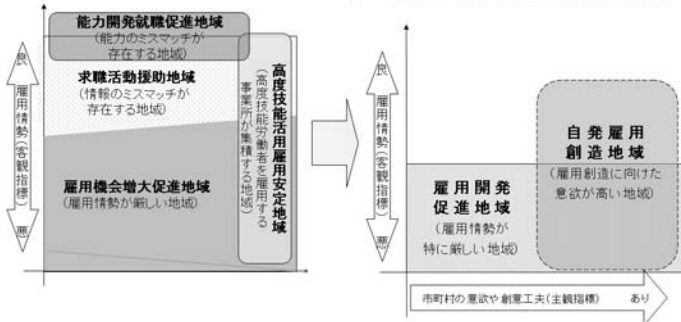 能力開発就職促進地域
(能力のミスマッチが
存在する地域)
求職活動援助地域
(情報のミスマッチが
存在する地域)
雇用機会増大促進地域
(雇用情勢が厳しい地域)
高度技能活用雇用安定地域
(高度技能労働者を雇用する
事業所が集積する地域)
良
雇用情勢(客観指標)
悪
良
雇用情勢(客観指標)
悪
自発雇用
創造地域
(雇用創造に向けた
意欲が高い地域)
雇用開発
促進地域
(雇用情勢が
特に厳しい地域)
市町村の意欲や創意工夫(主観指標) あり